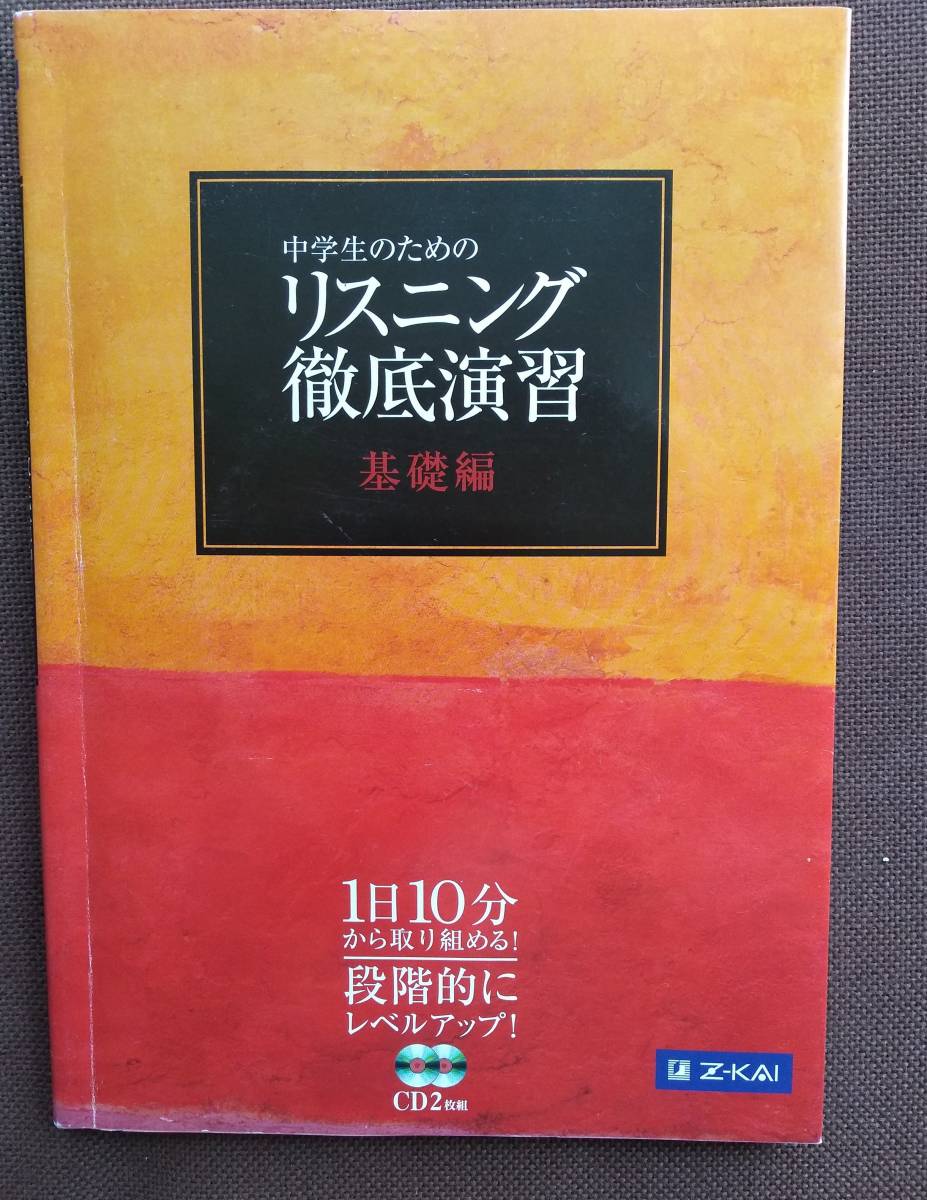 中学生のための
リスニング
徹底演習
基礎編
1日10分
から取り組める!
段階的に
レベルアップ!
CD2枚組
Z-KAI